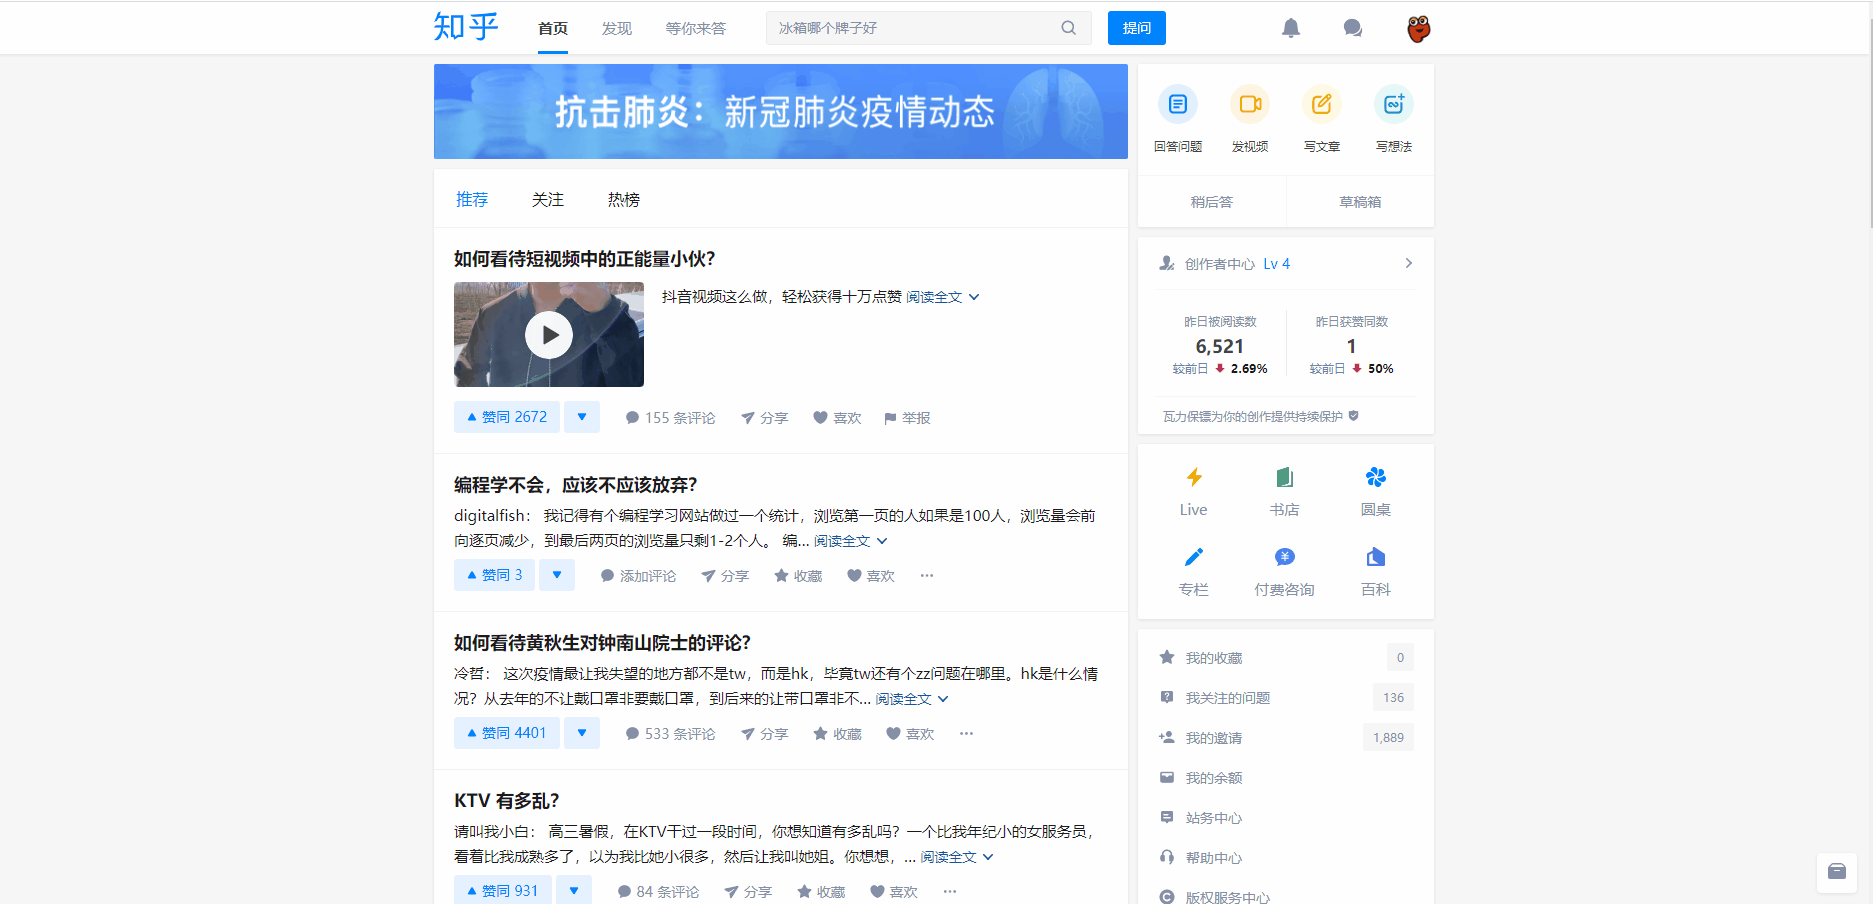 知乎
首页 发现 等你来答 冰箱哪个牌子好 提问
抗击肺炎：新冠肺炎疫情动态
推荐 关注 热榜
如何看待短视频中的正能量小伙？
抖音视频这么做，轻松获得十万点赞 阅读全文
赞同 2672 155 条评论 分享 喜欢 举报
编程学不会，应该不应该放弃？
digitalfish： 我记得有个编程学习网站做过一个统计，浏览第一页的人如果是100人，浏览量会前
向逐页减少，到最后两页的浏览量只剩1-2个人。 编... 阅读全文
赞同 3 添加评论 分享 收藏 喜欢 ...
如何看待黄秋生对钟南山院士的评论？
冷哲： 这次疫情最让我失望的地方都不是tw，而是hk，毕竟tw还有个zz问题在哪里。hk是什么情
况？从去年的不让戴口罩非要戴口罩，到后来的让带口罩非不... 阅读全文
赞同 4401 533 条评论 分享 收藏 喜欢 ...
KTV 有多乱？
请叫我小白： 高三暑假，在KTV干过一段时间，你想知道有多乱吗？一个比我年纪小的女服务员，
看着比我成熟多了，以为我比她小很多，然后让我叫她姐。你想想，... 阅读全文
赞同 931 84 条评论 分享 收藏 喜欢 ...
回答问题 发视频 写文章 写想法
稍后答 草稿箱
创作者中心 Lv 4
昨日被阅读数 昨日获赞同数
6,521 1
较前日 2.69% 较前日 50%
瓦力保镖为你的创作提供持续保护
Live 书店 圆桌
专栏 付费咨询 百科
我的收藏 0
我关注的问题 136
我的邀请 1,889
我的余额
站务中心
帮助中心
版权服务中心